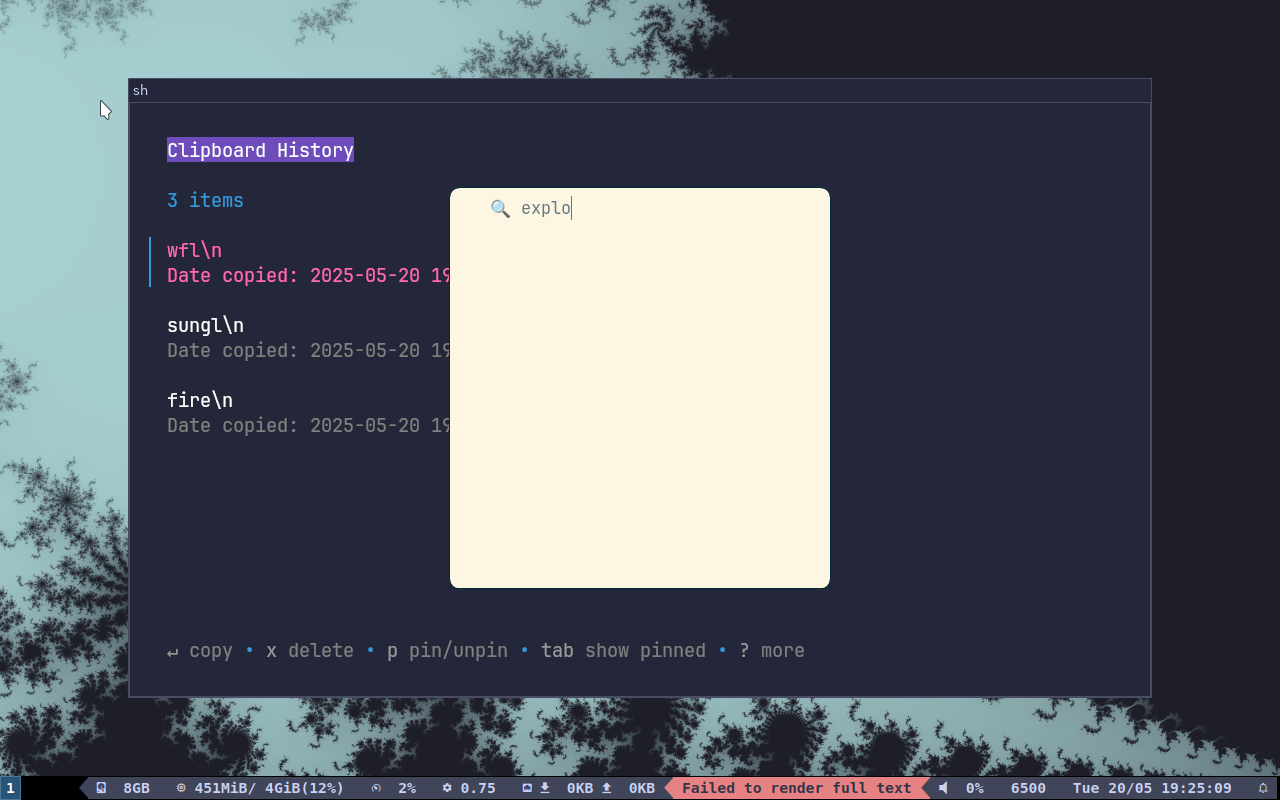 sh
Clipboard History
3 items
explo
wfl\n
Date copied: 2025-05-20 19
sungl\n
Date copied: 2025-05-20 19
fire\n
Date copied: 2025-05-20 19
↵ copy • x delete • p pin/unpin • tab show pinned • ? more
1 8GB 451MiB/ 4GiB(12%) 2% 0.75 0KB 0KB Failed to render full text 0% 6500 Tue 20/05 19:25:09